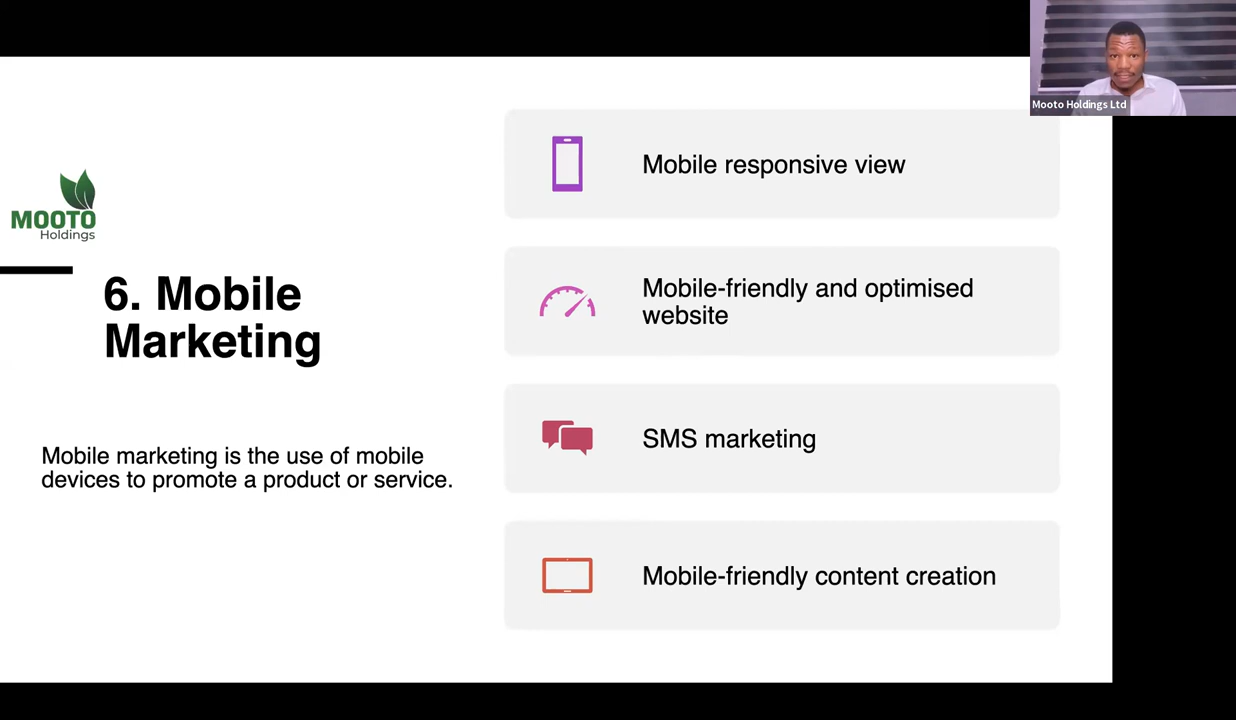 Mooto Holdings Ltd
MOOTO
Holdings
6. Mobile
Marketing
Mobile marketing is the use of mobile
devices to promote a product or service.
Mobile responsive view
Mobile-friendly and optimised
website
SMS marketing
Mobile-friendly content creation